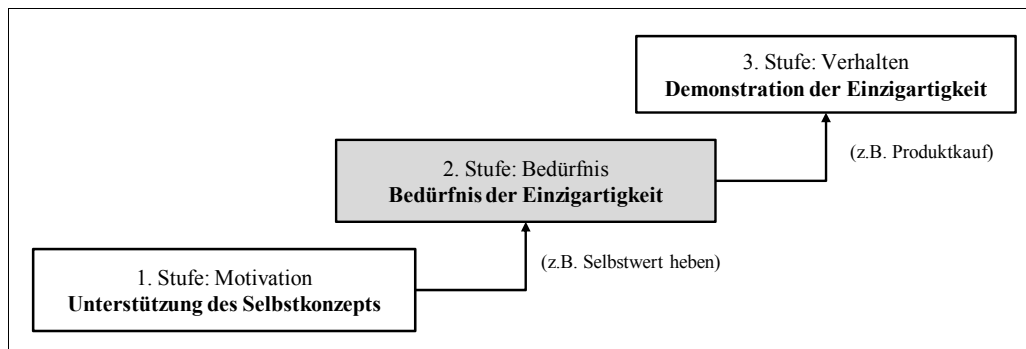 3. Stufe: Verhalten
Demonstration der Einzigartigkeit
(z.B. Produktkauf)
2. Stufe: Bedürfnis
Bedürfnis der Einzigartigkeit
(z.B. Selbstwert heben)
1. Stufe: Motivation
Unterstützung des Selbstkonzepts